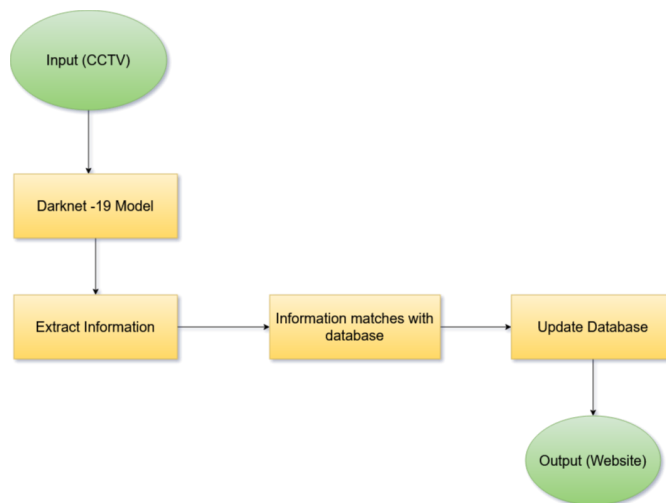 Input (CCTV)
Darknet -19 Model
Extract Information
Information matches with
database
Update Database
Output (Website)